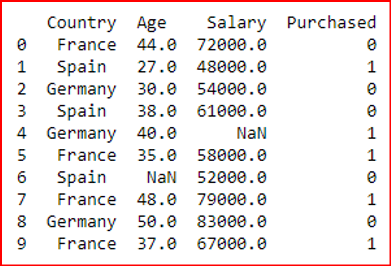 Country Age Salary Purchased
0 France 44.0 72000.0 0
1 Spain 27.0 48000.0 1
2 Germany 30.0 54000.0 0
3 Spain 38.0 61000.0 0
4 Germany 40.0 NaN 1
5 France 35.0 58000.0 1
6 Spain NaN 52000.0 0
7 France 48.0 79000.0 1
8 Germany 50.0 83000.0 0
9 France 37.0 67000.0 1